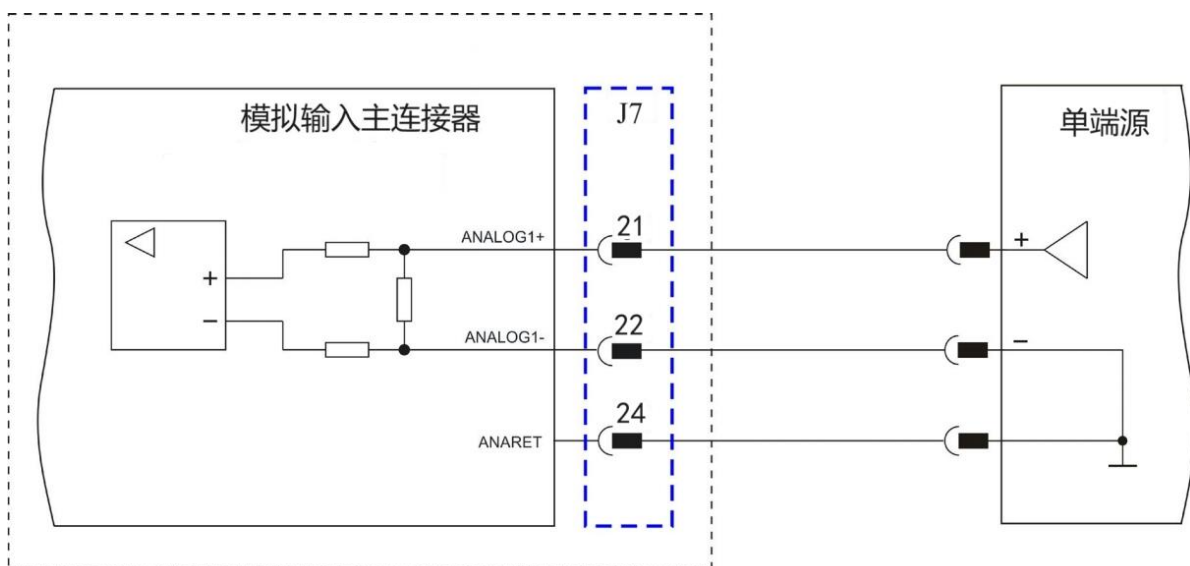 模拟输入主连接器
J7
单端源
ANALOG1+
21
+
+
ANALOG1-
22
−
−
ANARET
24